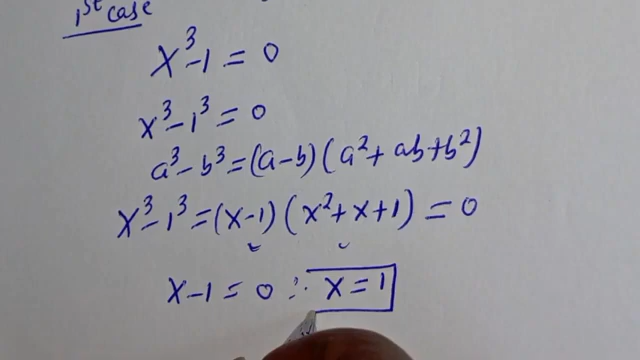 1st case
x³-1 = 0
x³-1³ = 0
a³-b³ = (a-b)(a²+ab+b²)
x³-1³ = (x-1)(x²+x+1) = 0
x-1 = 0 ∴ x = 1